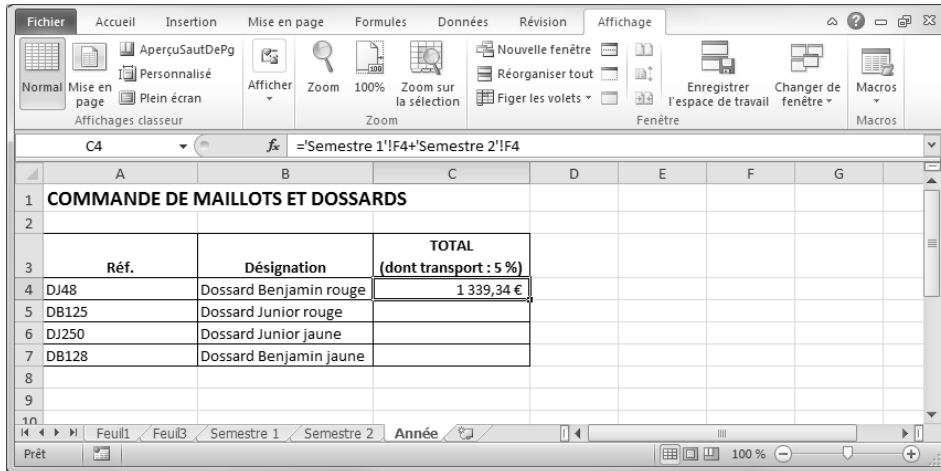 Fichier Accueil Insertion Mise en page Formules Données Révision Affichage
Normal
Mise en page
AperçuSautDePg
Personnalisé
Plein écran
Affichages classeur
Afficher
Zoom
100%
Zoom sur la sélection
Zoom
Nouvelle fenêtre
Réorganiser tout
Figer les volets
Enregistrer l'espace de travail
Changer de fenêtre
Fenêtre
Macros
Macros
C4 fx ='Semestre 1'!F4+'Semestre 2'!F4
A B C D E F G
1 COMMANDE DE MAILLOTS ET DOSSARDS
2
3 Réf. Désignation TOTAL (dont transport : 5 %)
4 DJ48 Dossard Benjamin rouge 1 339,34 €
5 DB125 Dossard Junior rouge
6 DJ250 Dossard Junior jaune
7 DB128 Dossard Benjamin jaune
8
9
10
Feuil1 Feuil3 Semestre 1 Semestre 2 Année
Prêt 100 %